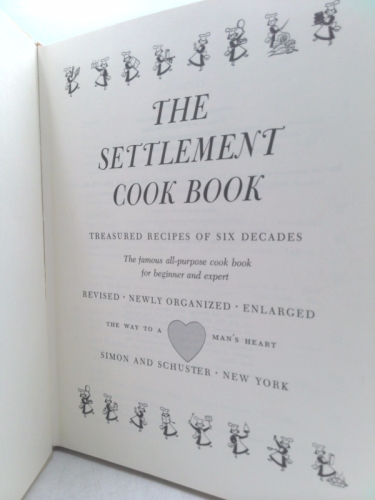 THE
SETTLEMENT
COOK BOOK
TREASURED RECIPES OF SIX DECADES
The famous all-purpose cook book
for beginner and expert
REVISED · NEWLY ORGANIZED · ENLARGED
THE WAY TO A MAN'S HEART
SIMON AND SCHUSTER · NEW YORK